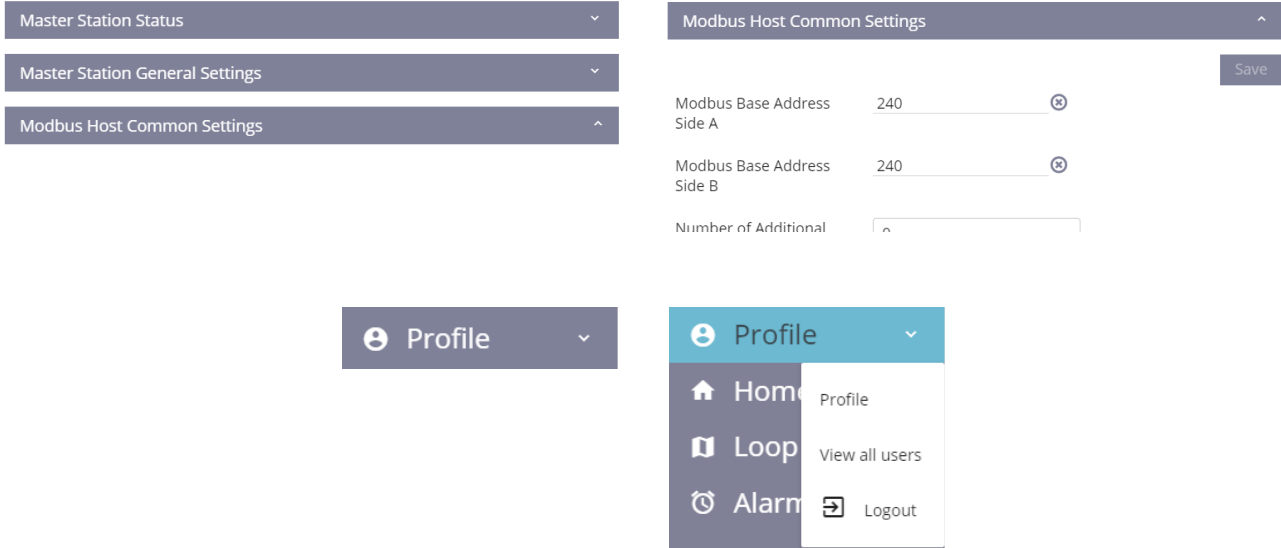 Master Station Status
Master Station General Settings
Modbus Host Common Settings
Modbus Host Common Settings
Save
Modbus Base Address
Side A
240
Modbus Base Address
Side B
240
Number of Additional
Profile
Profile
Home
Profile
Loop
View all users
Alarm
Logout